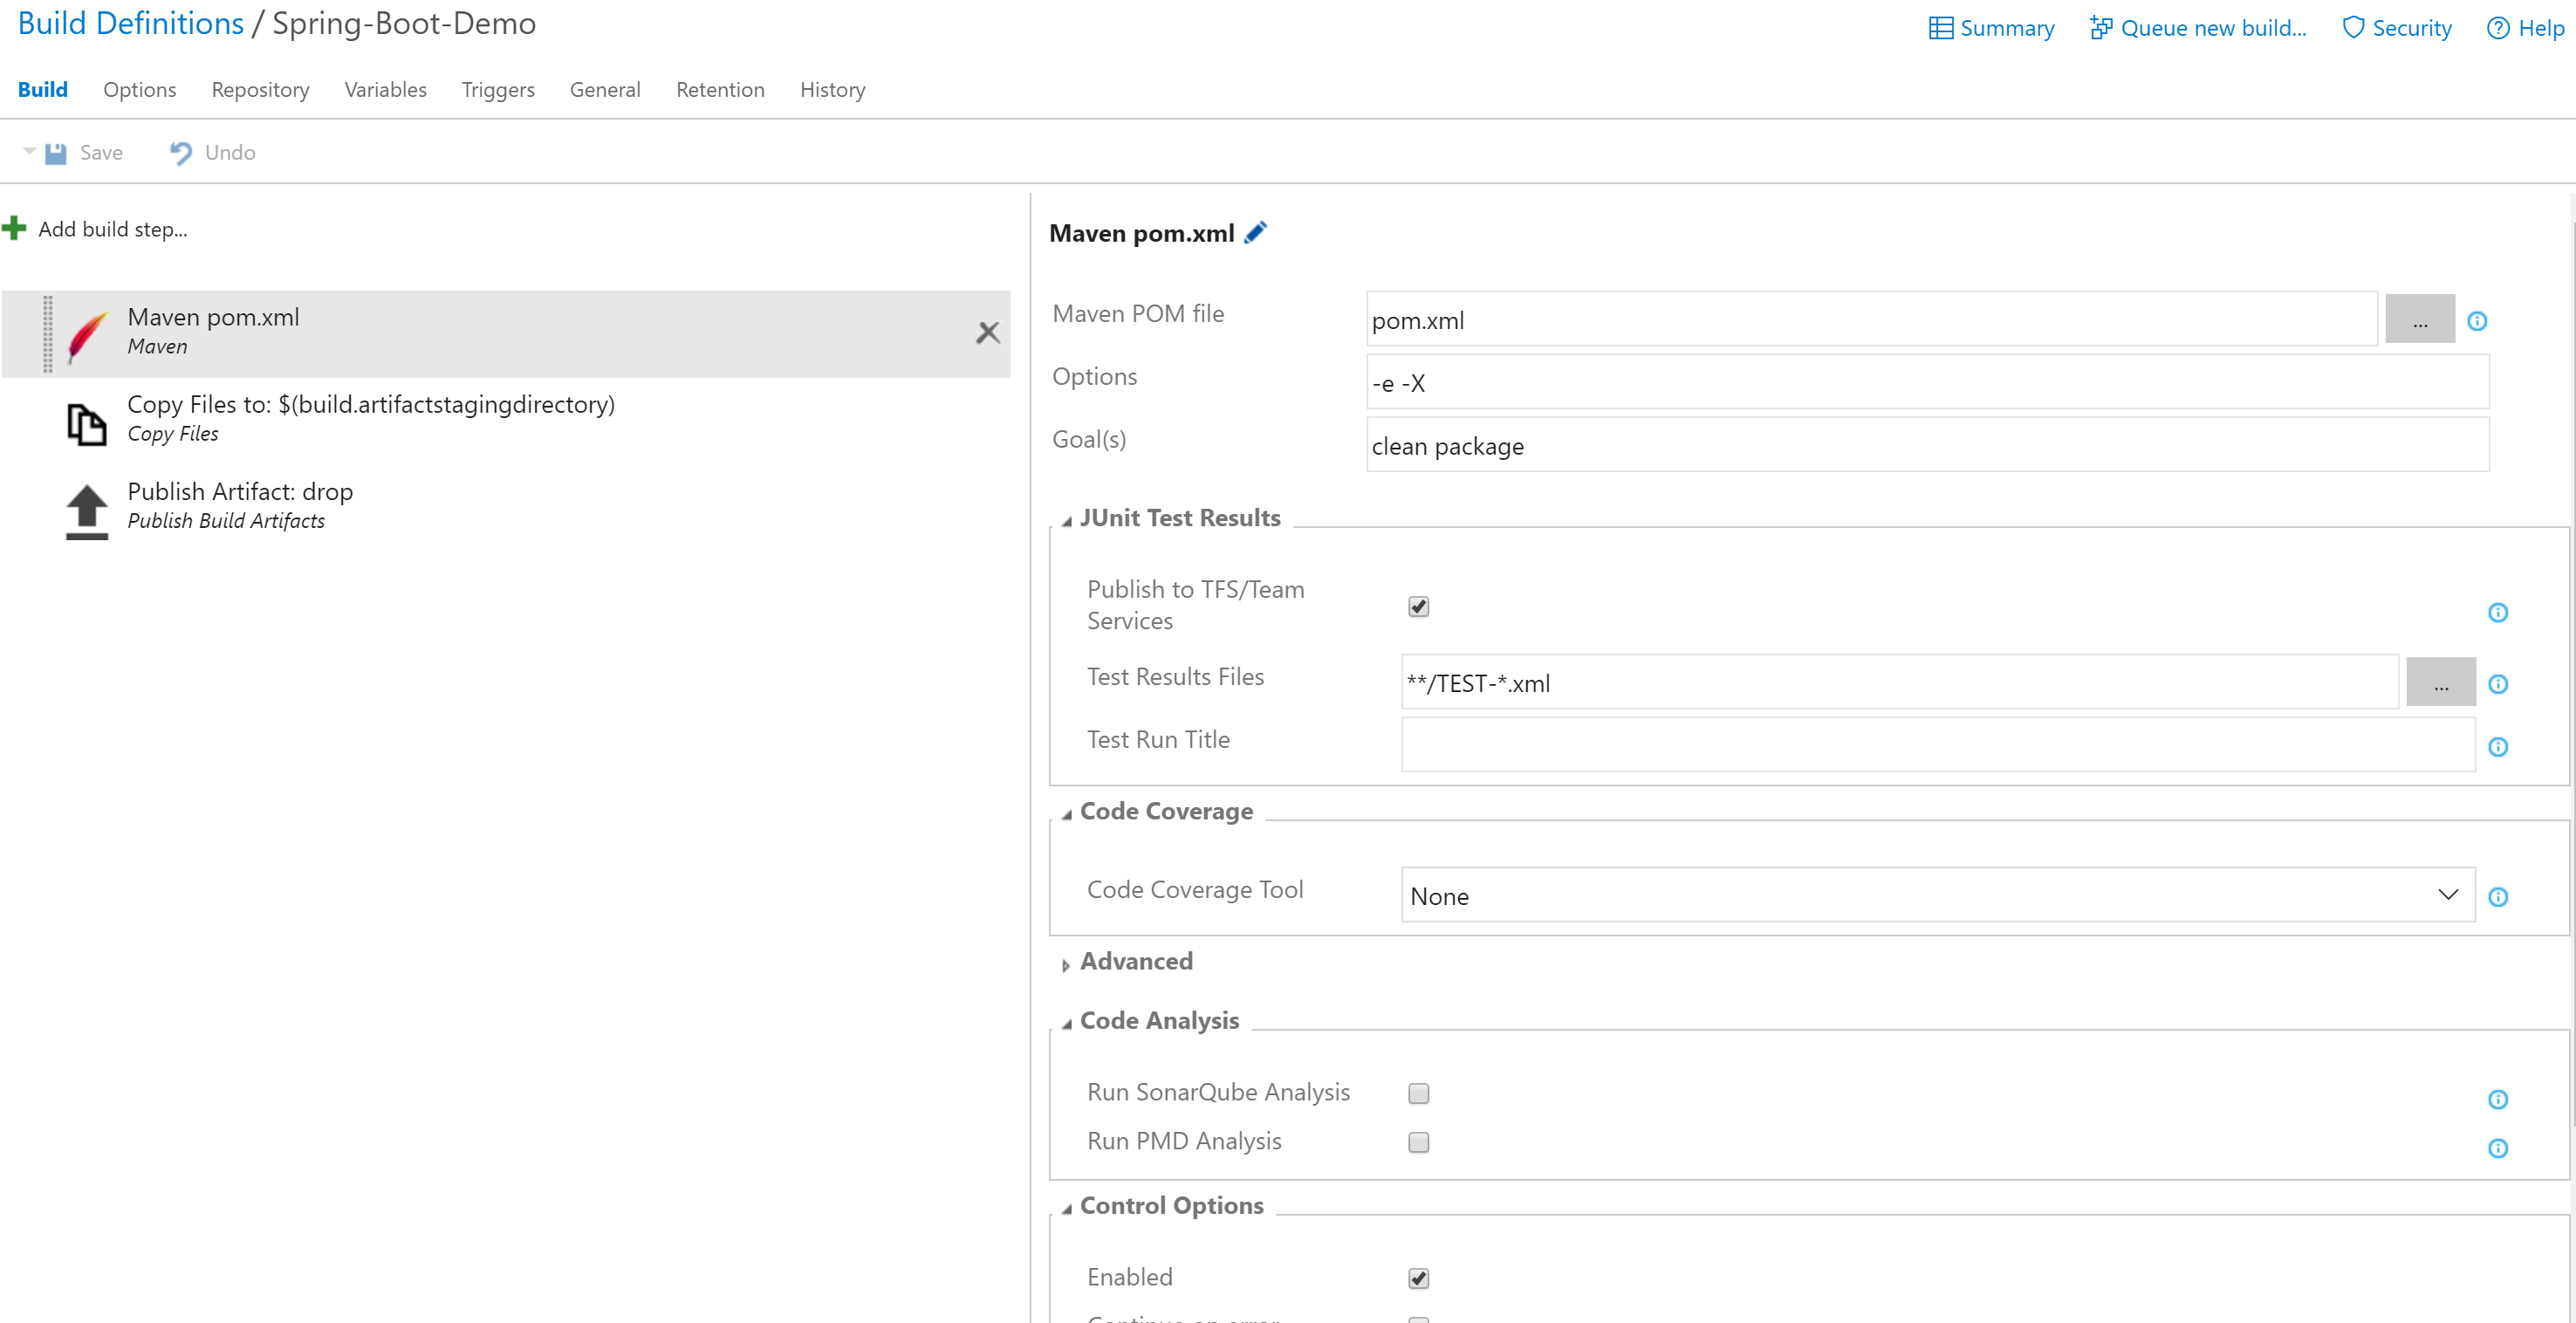 Build Definitions / Spring-Boot-Demo
Summary
Queue new build...
Security
Help
Build
Options
Repository
Variables
Triggers
General
Retention
History
Save
Undo
Add build step...
Maven pom.xml
Maven
Copy Files to: $(build.artifactstagingdirectory)
Copy Files
Publish Artifact: drop
Publish Build Artifacts
Maven pom.xml
Maven POM file
pom.xml
...
Options
-e -X
Goal(s)
clean package
JUnit Test Results
Publish to TFS/Team
Services
Test Results Files
**/TEST-*.xml
...
Test Run Title
Code Coverage
Code Coverage Tool
None
Advanced
Code Analysis
Run SonarQube Analysis
Run PMD Analysis
Control Options
Enabled
Continue on error